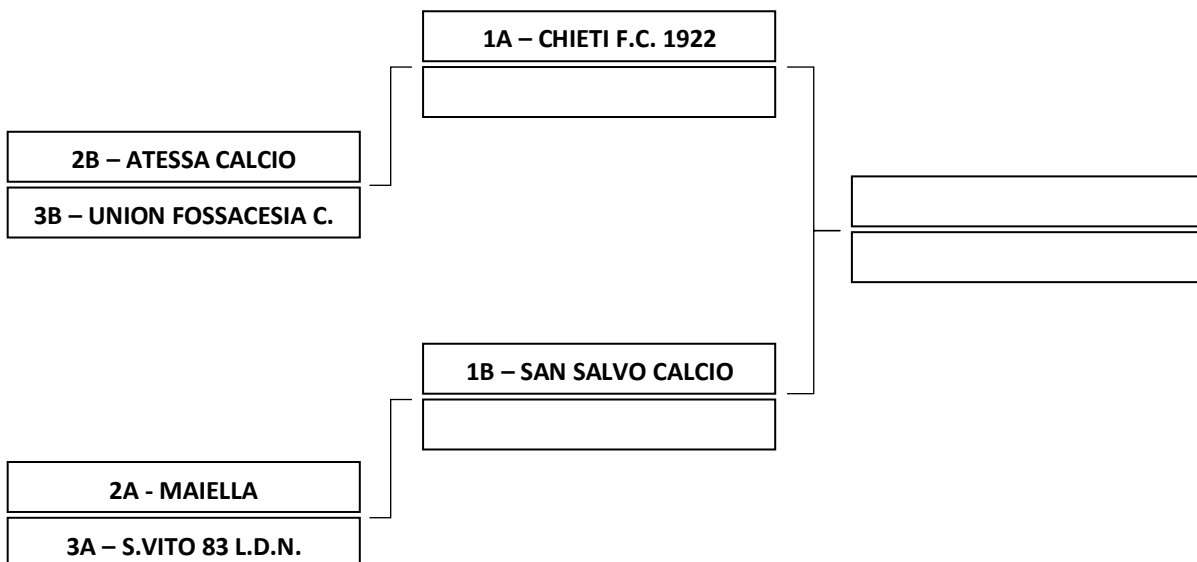 1A – CHIETI F.C. 1922
2B – ATESSA CALCIO
3B – UNION FOSSACESIA C.
1B – SAN SALVO CALCIO
2A - MAIELLA
3A – S.VITO 83 L.D.N.